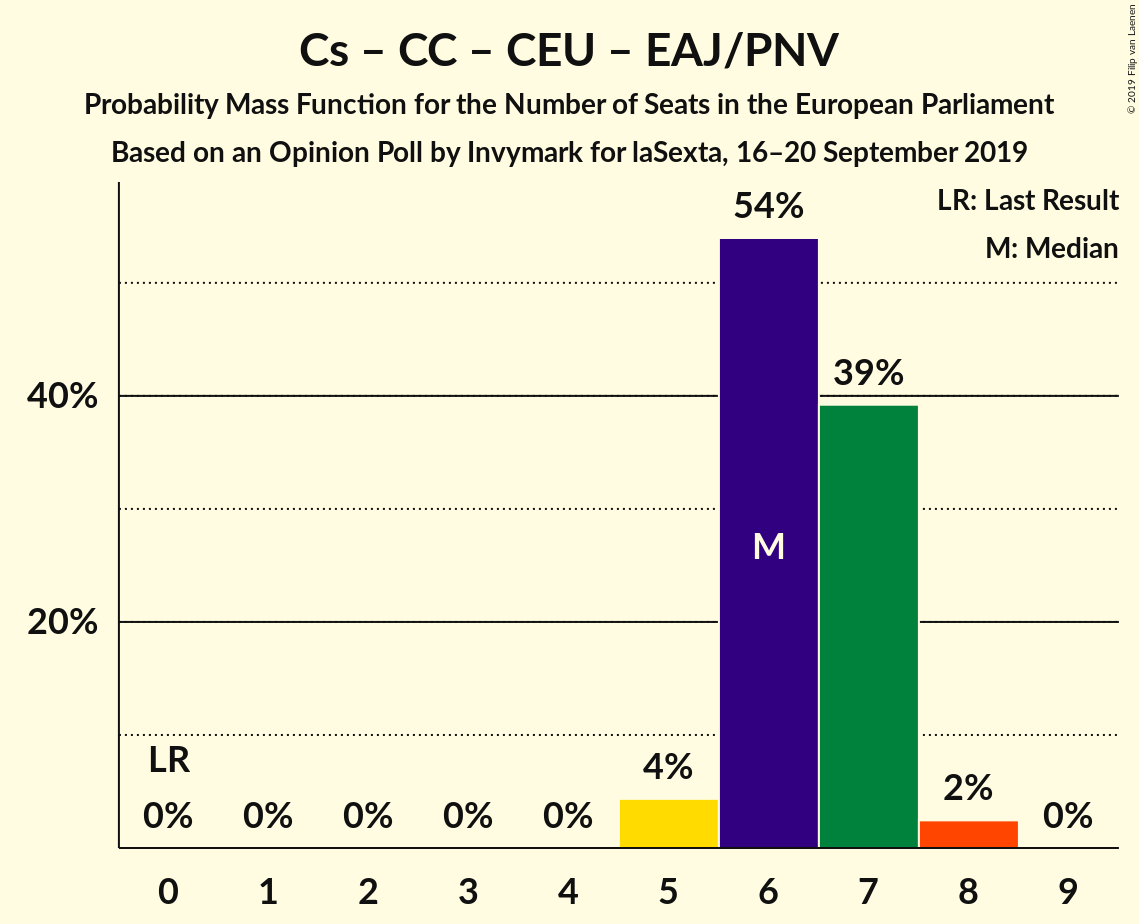 Cs – CC – CEU – EAJ/PNV
Probability Mass Function for the Number of Seats in the European Parliament
Based on an Opinion Poll by Invymark for laSexta, 16–20 September 2019
© 2019 Filip van Laenen
LR: Last Result
M: Median
54%
39%
40%
M
20%
LR
0% 0% 0% 0% 0% 4% 2% 0%
0 1 2 3 4 5 6 7 8 9